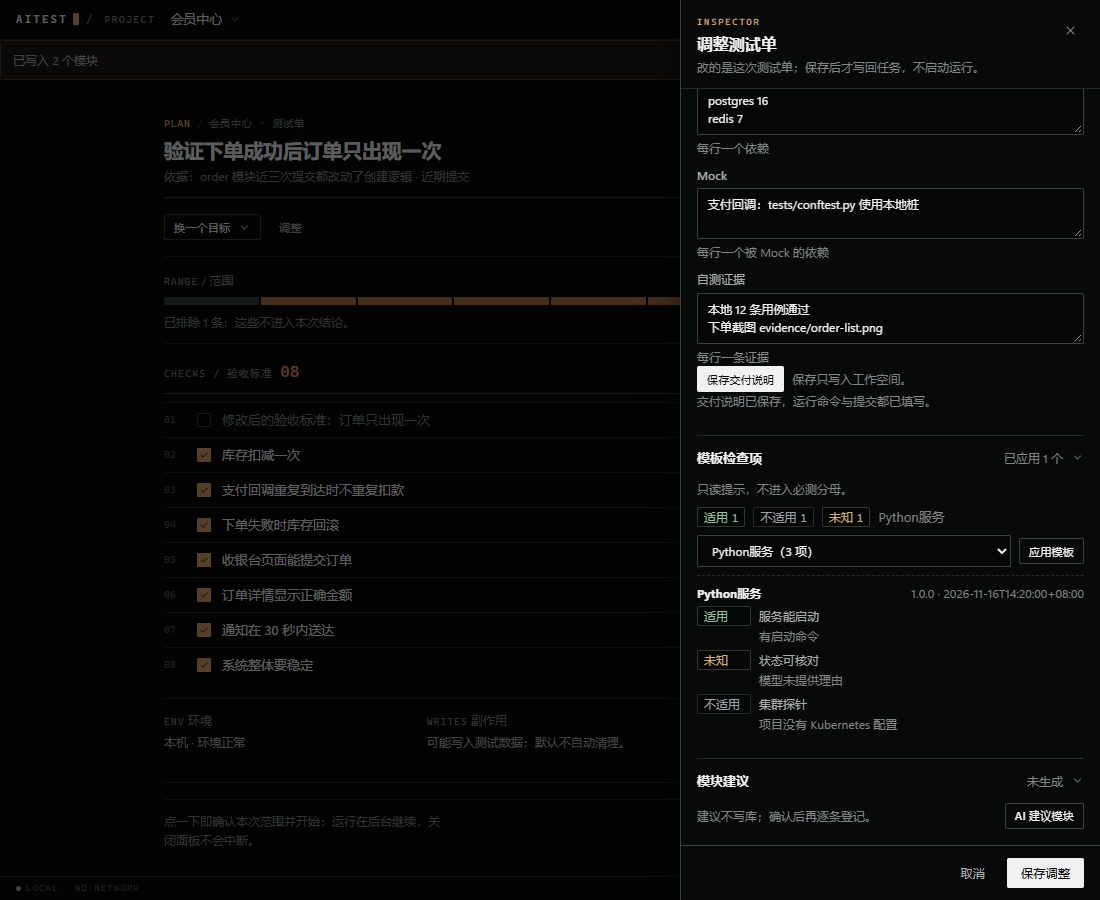 AITEST / PROJECT 会员中心
已写入 2 个模块
PLAN / 会员中心 · 测试单
验证下单成功后订单只出现一次
依据：order 模块近三次提交都改动了创建逻辑 · 近期提交
换一个目标 调整
RANGE / 范围
已排除 1 条；这些不进入本次结论。
CHECKS / 验收标准 08
01 修改后的验收标准：订单只出现一次
02 库存扣减一次
03 支付回调重复到达时不重复扣款
04 下单失败时库存回滚
05 收银台页面能提交订单
06 订单详情显示正确金额
07 通知在 30 秒内送达
08 系统整体要稳定
ENV 环境
本机 · 环境正常
WRITES 副作用
可能写入测试数据；默认不自动清理。
点一下即确认本次范围并开始；运行在后台继续，关
闭面板不会中断。
LOCAL NO NETWORK
INSPECTOR
调整测试单
改的是这次测试单；保存后才写回任务，不启动运行。
postgres 16
redis 7
每行一个依赖
Mock
支付回调：tests/conftest.py 使用本地桩
每行一个被 Mock 的依赖
自测证据
本地 12 条用例通过
下单截图 evidence/order-list.png
每行一条证据
保存交付说明 保存只写入工作空间。
交付说明已保存，运行命令与提交都已填写。
模板检查项 已应用 1 个
只读提示，不进入必测分母。
适用 1 不适用 1 未知 1 Python服务
Python服务（3 项） 应用模板
Python服务 1.0.0 · 2026-11-16T14:20:00+08:00
适用 服务能启动
有启动命令
未知 状态可核对
模型未提供理由
不适用 集群探针
项目没有 Kubernetes 配置
模块建议 未生成
建议不写库；确认后再逐条登记。 AI 建议模块
取消 保存调整